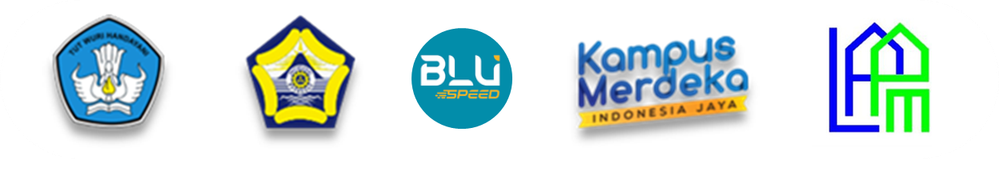 TUT WURI HANDAYANI
BLU
SPEED
Kampus
Merdeka
INDONESIA JAYA